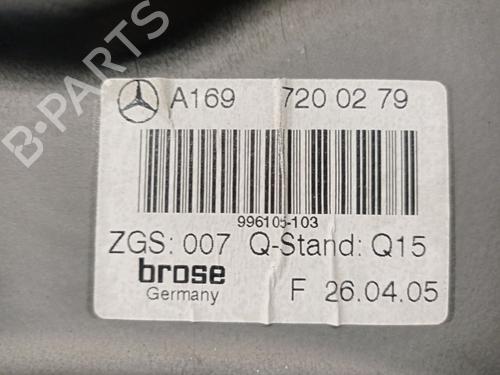 A169 720 02 79
996105-103
ZGS: 007 Q-Stand: Q15
brose
Germany
F 26.04.05
B-PARTS